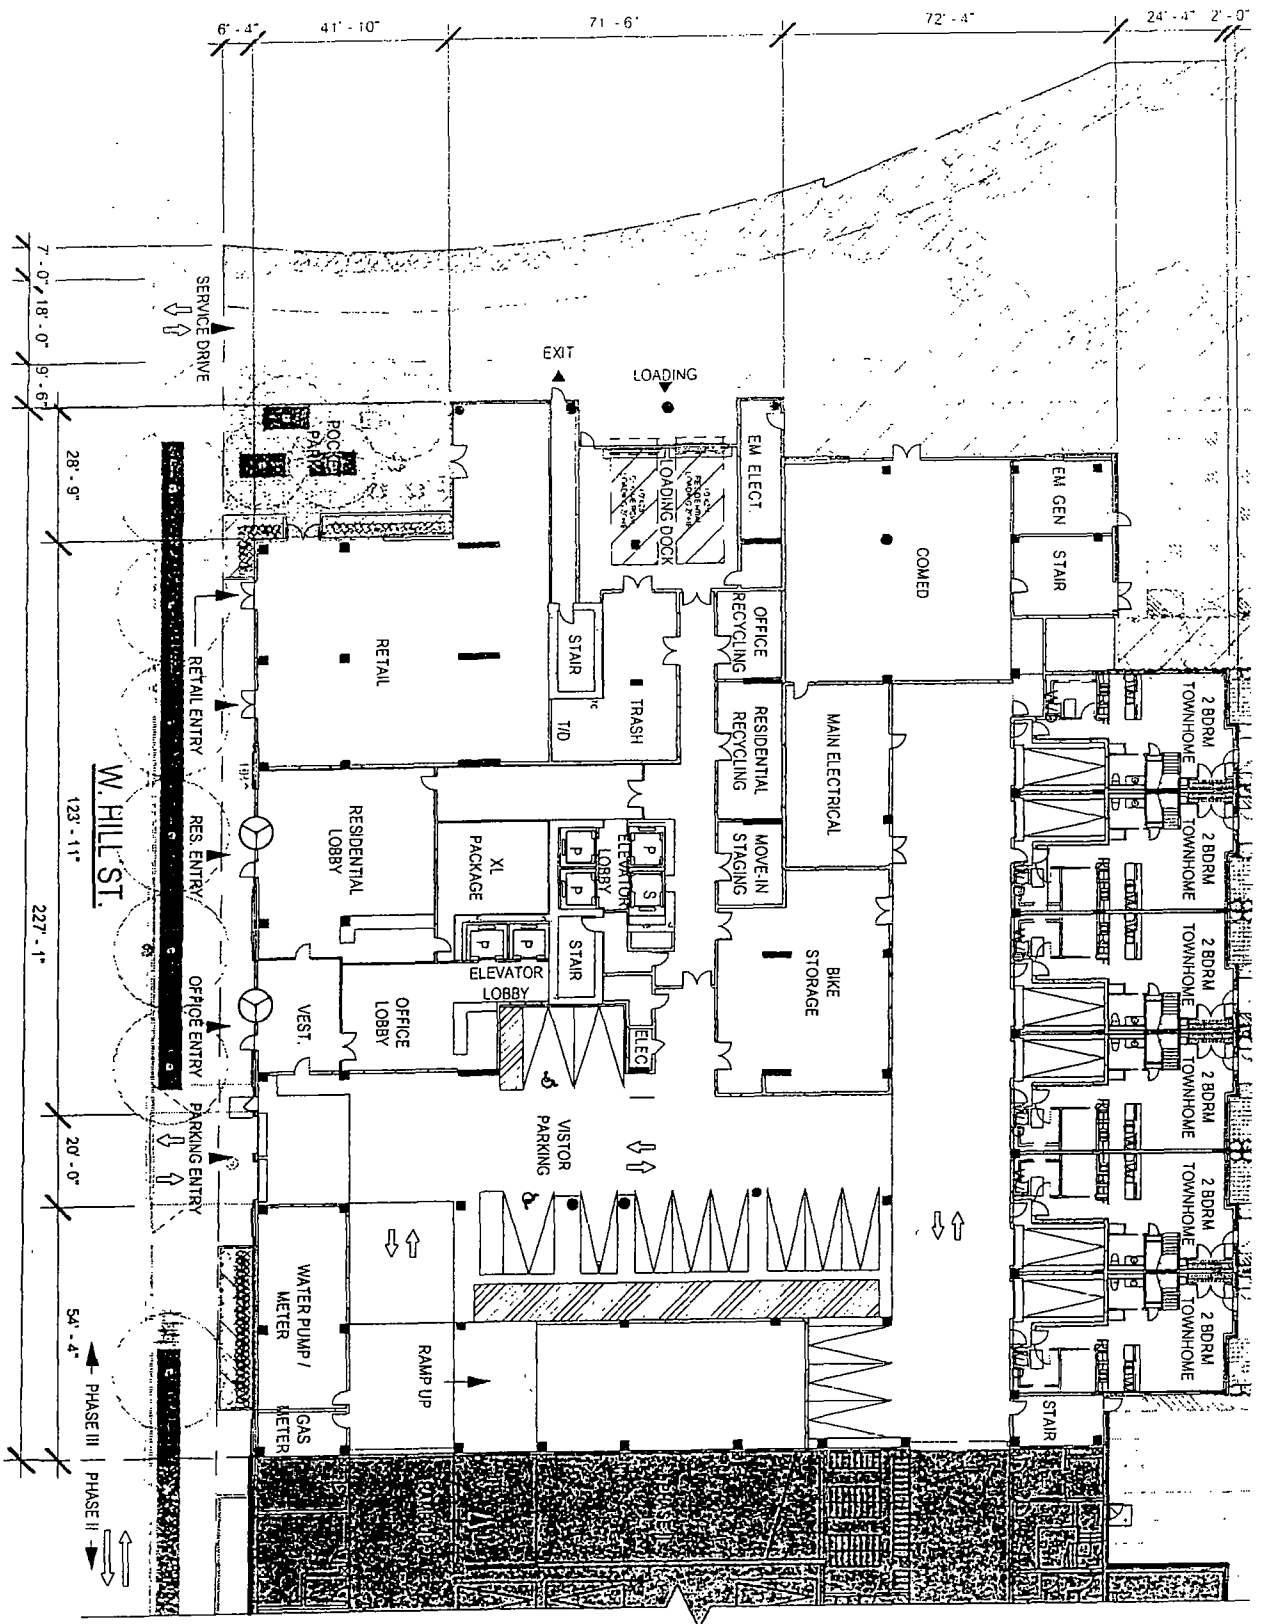 6' - 4"
41' - 10"
71 - 6'
72' - 4"
24' - 4"
2' - 0"
7' - 0"
18' - 0"
9' - 6"
28' - 9"
123' - 11"
20' - 0"
54' - 4"
227' - 1"
SERVICE DRIVE
EXIT
LOADING
POCKET
PARK
LOADING DOCK
RESIDENTIAL
LOADING ZONE
EM ELECT.
EM GEN
STAIR
COMED
RETAIL
STAIR
T/D
TRASH
OFFICE
RECYCLING
RESIDENTIAL
RECYCLING
MOVE-IN
STAGING
MAIN ELECTRICAL
BIKE
STORAGE
RETAIL ENTRY
RES. ENTRY
OFFICE ENTRY
PARKING ENTRY
W. HILL ST.
RESIDENTIAL
LOBBY
XL
PACKAGE
ELEVATOR
LOBBY
P
P
P
S
P
P
STAIR
ELEVATOR
LOBBY
OFFICE
LOBBY
VEST.
ELEC
VISTOR
PARKING
WATER PUMP /
METER
GAS
METER
RAMP UP
STAIR
2 BDRM
TOWNHOME
2 BDRM
TOWNHOME
2 BDRM
TOWNHOME
2 BDRM
TOWNHOME
2 BDRM
TOWNHOME
2 BDRM
TOWNHOME
PHASE III
PHASE II